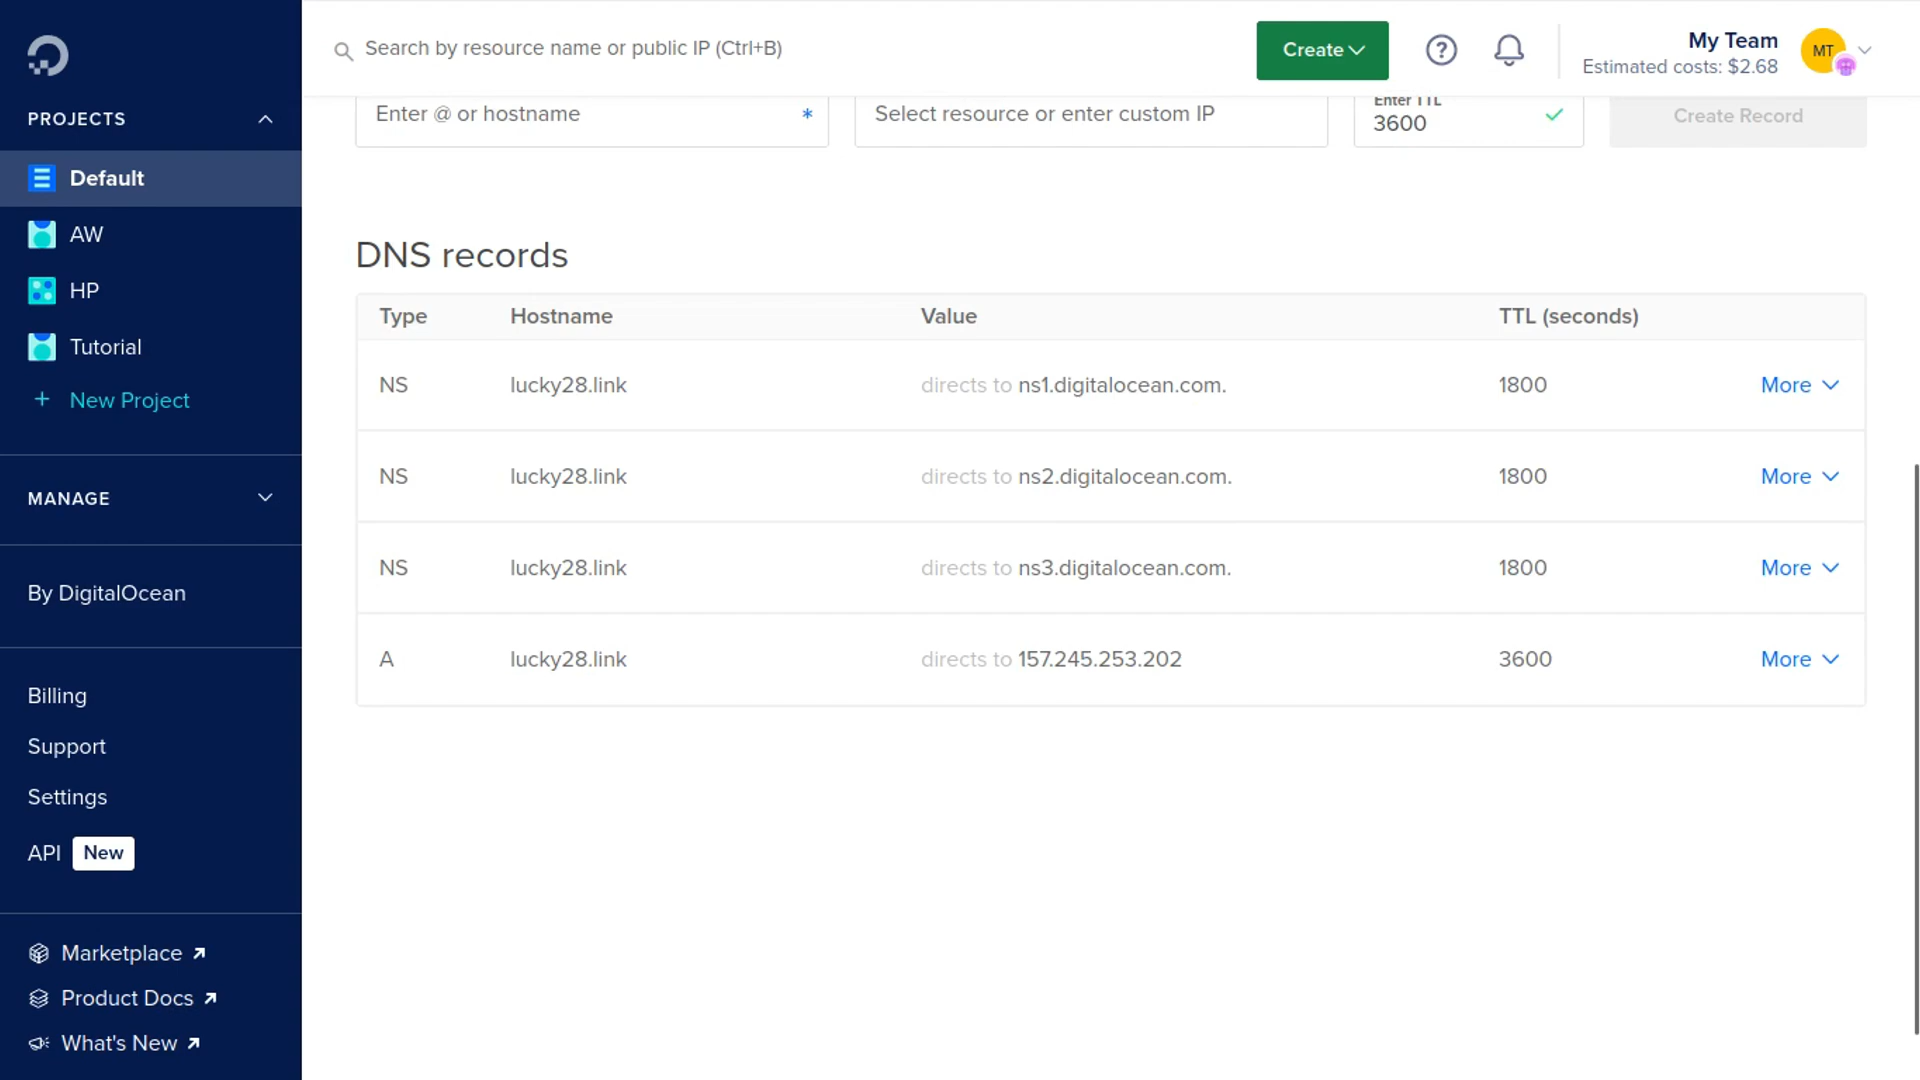 Search by resource name or public IP (Ctrl+B)
Create
?
My Team
Estimated costs: $2.68
MT
PROJECTS
Default
AW
HP
Tutorial
+ New Project
MANAGE
By DigitalOcean
Billing
Support
Settings
API New
Marketplace
Product Docs
What's New
Enter @ or hostname *
Select resource or enter custom IP
Enter TTL
3600
Create Record
DNS records
Type Hostname Value TTL (seconds)
NS lucky28.link directs to ns1.digitalocean.com. 1800 More
NS lucky28.link directs to ns2.digitalocean.com. 1800 More
NS lucky28.link directs to ns3.digitalocean.com. 1800 More
A lucky28.link directs to 157.245.253.202 3600 More